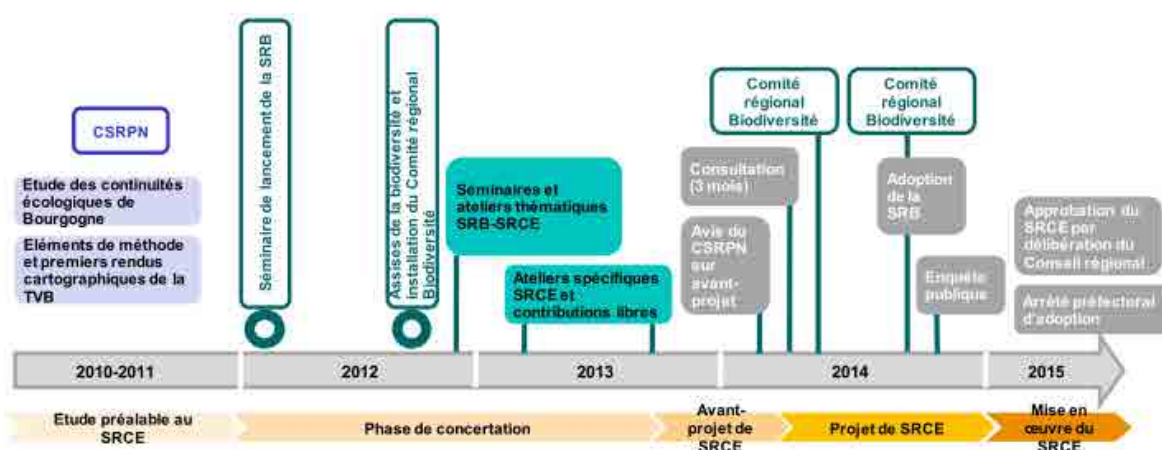 CSRPN
Etude des continuités
écologiques de
Bourgogne
Eléments de méthode
et premiers rendus
cartographiques de la
TVB
Séminaire de lancement de la SRB
Assises de la biodiversité et
installation du Comité régional
Biodiversité
Séminaires et
ateliers thématiques
SRB-SRCE
Ateliers spécifiques
SRCE et
contributions libres
Comité
régional
Biodiversité
Consultation
(3 mois)
Avis du
CSRPN
sur
avant-
projet
Comité
régional
Biodiversité
Adoption
de la
SRB
Enquête
publique
Approbation du
SRCE par
délibération du
Conseil régional
Arrêté préfectoral
d'adoption
2010-2011
2012
2013
2014
2015
Etude préalable au
SRCE
Phase de concertation
Avant-
projet de
SRCE
Projet de SRCE
Mise en
œuvre du
SRCE